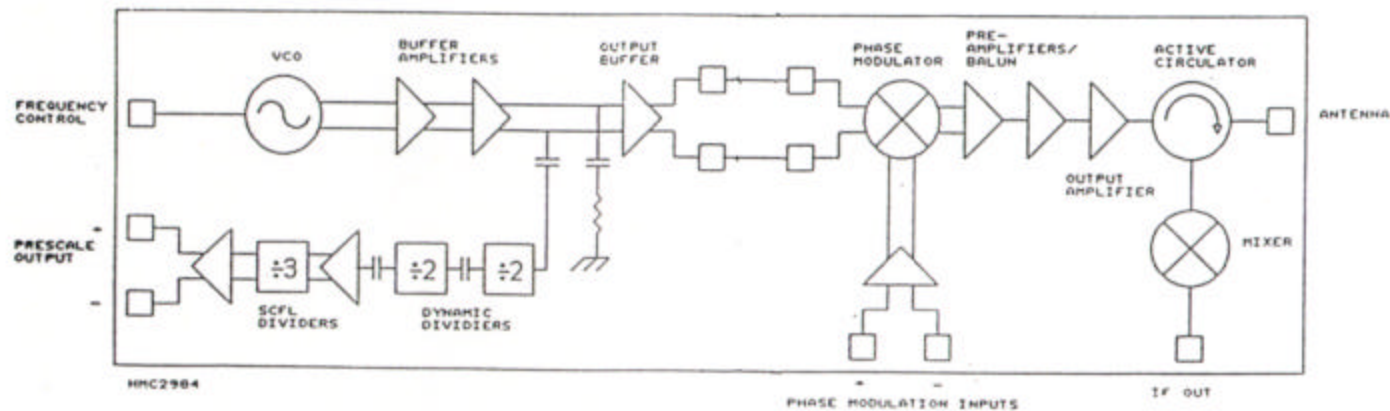 VCO
BUFFER
AMPLIFIERS
OUTPUT
BUFFER
PHASE
MODULATOR
PRE-
AMPLIFIERS/
BALUN
ACTIVE
CIRCULATOR
FREQUENCY
CONTROL
ANTENNA
OUTPUT
AMPLIFIER
+
PRESCALE
OUTPUT
-
÷3
÷2
÷2
MIXER
SCFL
DIVIDERS
DYNAMIC
DIVIDIERS
HMC2984
+ -
PHASE MODULATION INPUTS
IF OUT